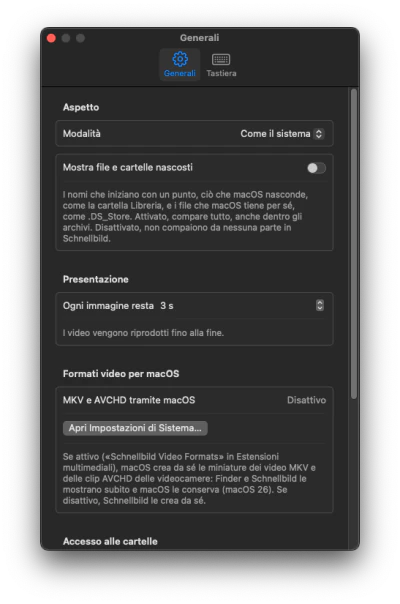 Generali
Generali
Tastiera
Aspetto
Modalità
Come il sistema
Mostra file e cartelle nascosti
I nomi che iniziano con un punto, ciò che macOS nasconde,
come la cartella Libreria, e i file che macOS tiene per sé,
come .DS_Store. Attivato, compare tutto, anche dentro gli
archivi. Disattivato, non compaiono da nessuna parte in
Schnellbild.
Presentazione
Ogni immagine resta 3 s
I video vengono riprodotti fino alla fine.
Formati video per macOS
MKV e AVCHD tramite macOS
Disattivo
Apri Impostazioni di Sistema...
Se attivo («Schnellbild Video Formats» in Estensioni
multimediali), macOS crea da sé le miniature dei video MKV e
delle clip AVCHD delle videocamere: Finder e Schnellbild le
mostrano subito e macOS le conserva (macOS 26). Se
disattivo, Schnellbild le crea da sé.
Accesso alle cartelle